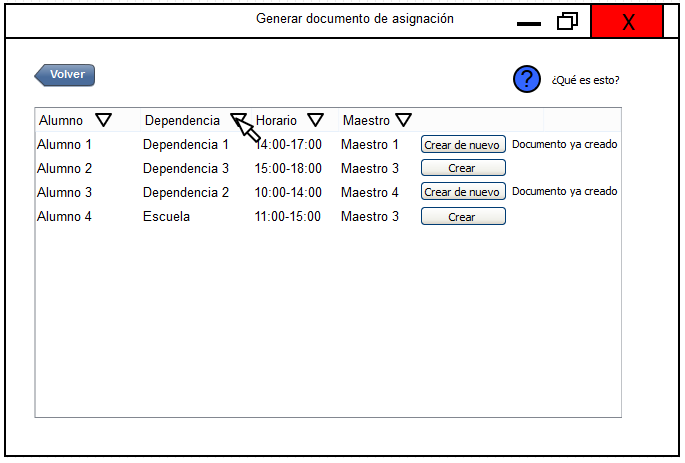 Generar documento de asignación
X
Volver
? ¿Qué es esto?
Alumno Dependencia Horario Maestro
Alumno 1 Dependencia 1 14:00-17:00 Maestro 1 Crear de nuevo Documento ya creado
Alumno 2 Dependencia 3 15:00-18:00 Maestro 3 Crear
Alumno 3 Dependencia 2 10:00-14:00 Maestro 4 Crear de nuevo Documento ya creado
Alumno 4 Escuela 11:00-15:00 Maestro 3 Crear